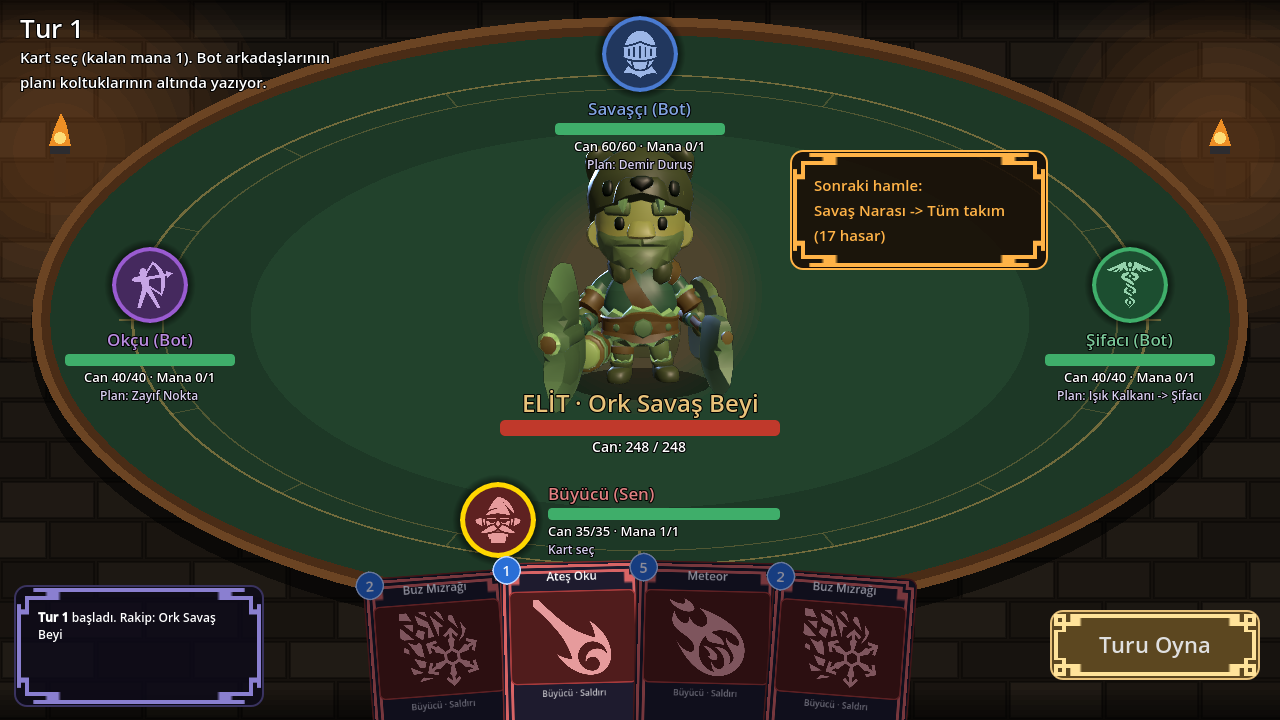 Tur 1
Kart seç (kalan mana 1). Bot arkadaşlarının
planı koltuklarının altında yazıyor.
Savaşçı (Bot)
Can 60/60 · Mana 0/1
Plan: Demir Duruş
Sonraki hamle:
Savaş Narası -> Tüm takım
(17 hasar)
Okçu (Bot)
Can 40/40 · Mana 0/1
Plan: Zayıf Nokta
Şifacı (Bot)
Can 40/40 · Mana 0/1
Plan: Işık Kalkanı -> Şifacı
ELİT · Ork Savaş Beyi
Can: 248 / 248
Büyücü (Sen)
Can 35/35 · Mana 1/1
Kart seç
2
Buz Mızrağı
Büyücü · Saldırı
1
Ateş Oku
Büyücü · Saldırı
5
Meteor
Büyücü · Saldırı
2
Buz Mızrağı
Büyücü · Saldırı
Tur 1 başladı. Rakip: Ork Savaş
Beyi
Turu Oyna